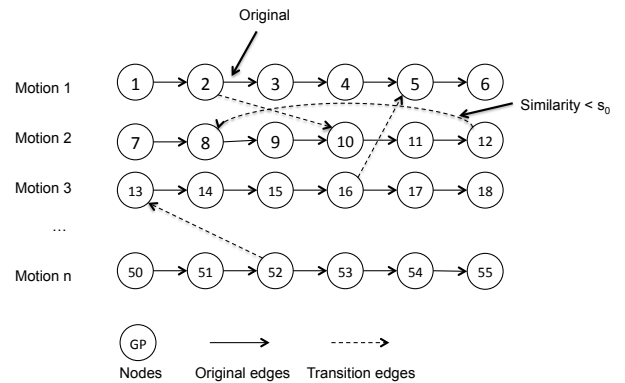 Original
Motion 1
1 2 3 4 5 6
Similarity < s₀
Motion 2
7 8 9 10 11 12
Motion 3
13 14 15 16 17 18
...
Motion n
50 51 52 53 54 55
GP
Nodes Original edges Transition edges